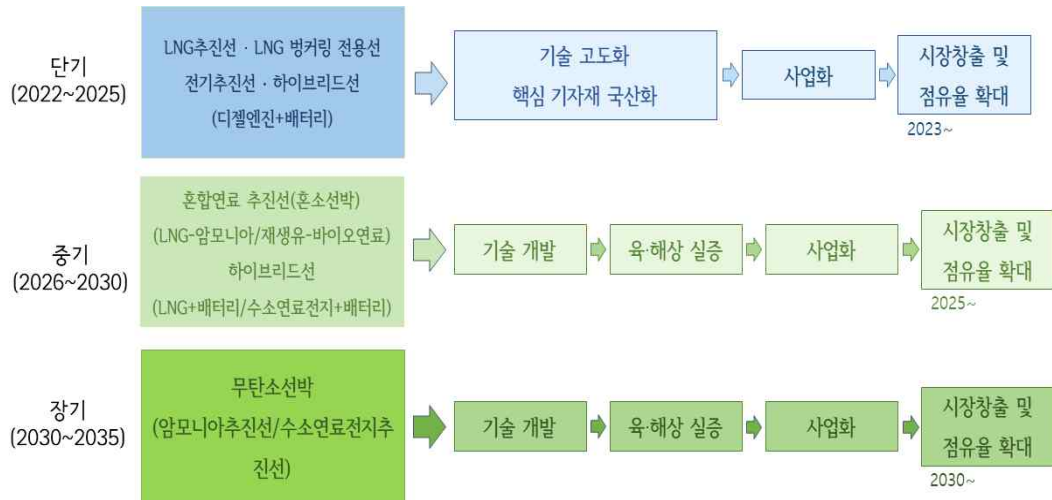 단기
(2022~2025)
LNG추진선 · LNG 벙커링 전용선
전기추진선 · 하이브리드선
(디젤엔진+배터리)
기술 고도화
핵심 기자재 국산화
사업화
시장창출 및
점유율 확대
2023~
중기
(2026~2030)
혼합연료 추진선(혼소선박)
(LNG-암모니아/재생유-바이오연료)
하이브리드선
(LNG+배터리/수소연료전지+배터리)
기술 개발
육·해상 실증
사업화
시장창출 및
점유율 확대
2025~
장기
(2030~2035)
무탄소선박
(암모니아추진선/수소연료전지추
진선)
기술 개발
육·해상 실증
사업화
시장창출 및
점유율 확대
2030~